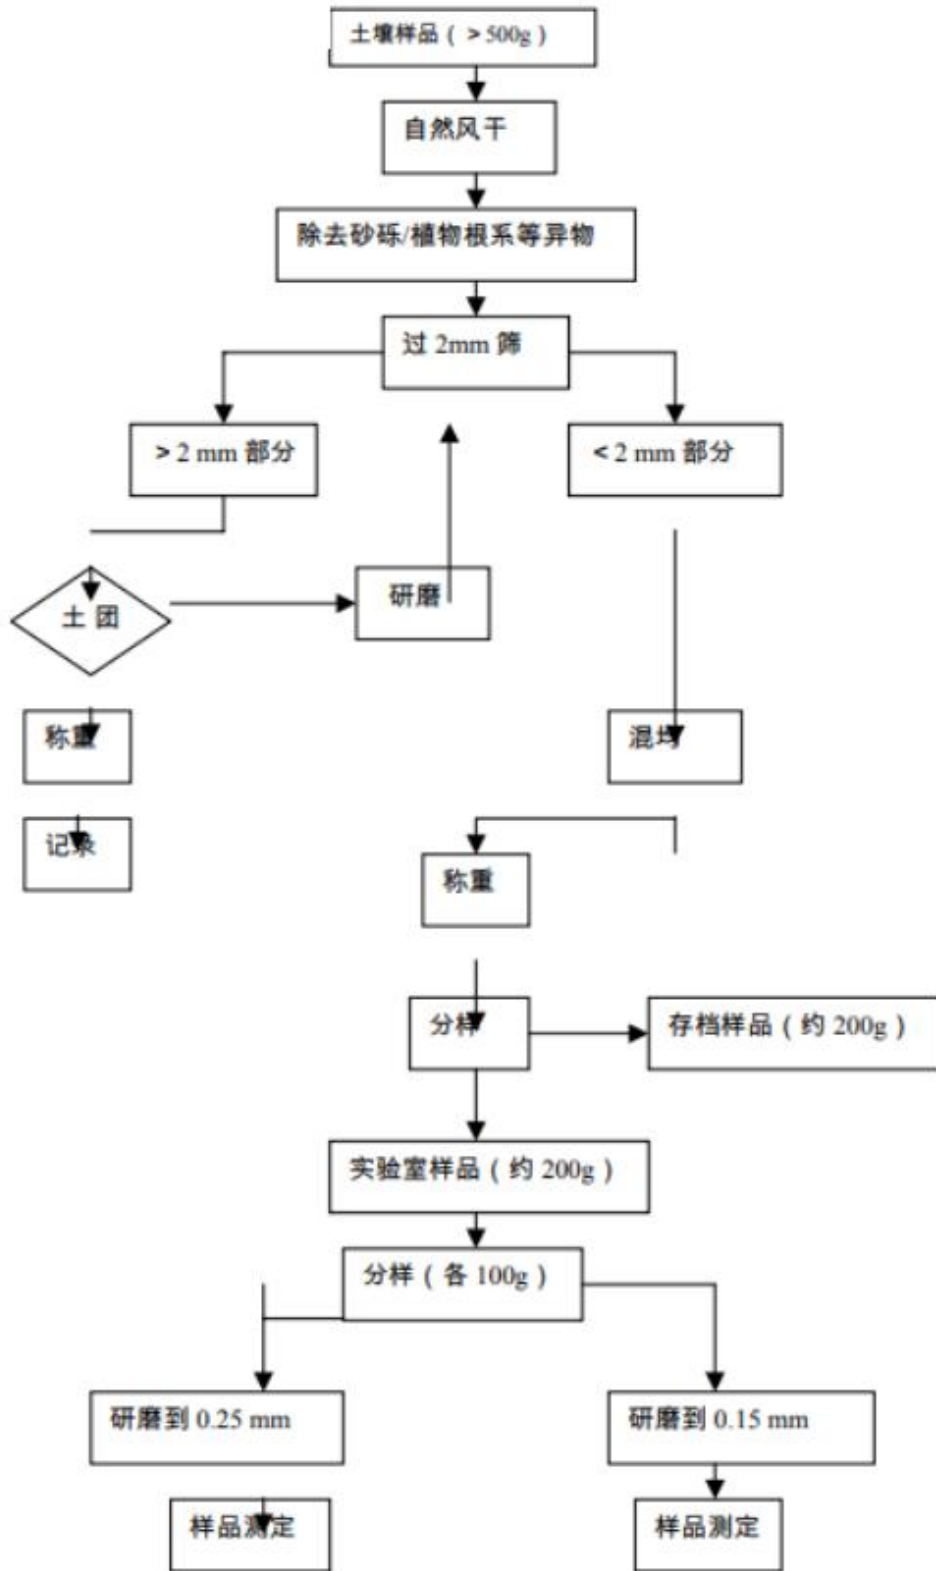 土壤样品（>500g）
自然风干
除去砂砾/植物根系等异物
过 2mm 筛
>2 mm 部分
<2 mm 部分
土 团
研磨
称重
混均
记录
称重
分样
存档样品（约 200g）
实验室样品（约 200g）
分样（各 100g）
研磨到 0.25 mm
研磨到 0.15 mm
样品测定
样品测定